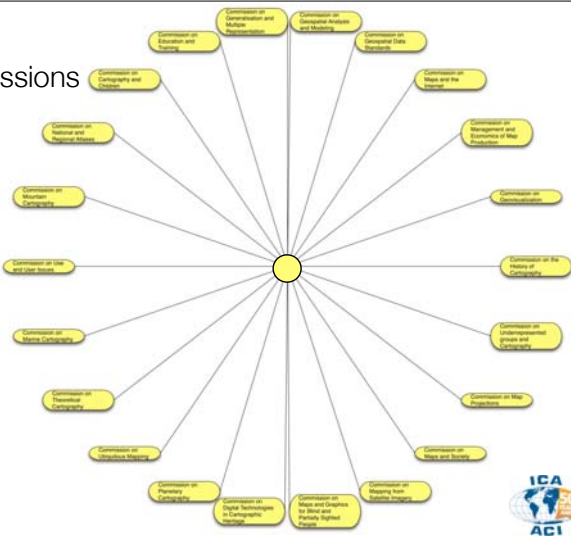 ssions
Commission on
Generalisation and
Multiple
Representation
Commission on
Geospatial Analysis
and Modeling
Commission on
Geospatial Data
Standards
Commission on
Maps and the
Internet
Commission on
Management and
Economics of Map
Production
Commission on
Geovisualization
Commission on the
History of
Cartography
Commission on
Underrepresented
groups and
Cartography
Commission on Map
Projections
Commission on
Maps and Society
Commission on
Mapping from
Satellite Imagery
Commission on
Maps and Graphics
for Blind and
Partially Sighted
People
Commission on
Digital Technologies
in Cartographic
Heritage
Commission on
Planetary
Cartography
Commission on
Ubiquitous Mapping
Commission on
Theoretical
Cartography
Commission on
Marine Cartography
Commission on Use
and User Issues
Commission on
Mountain
Cartography
Commission on
National and
Regional Atlases
Commission on
Cartography and
Children
Commission on
Education and
Training
ICA
ACI